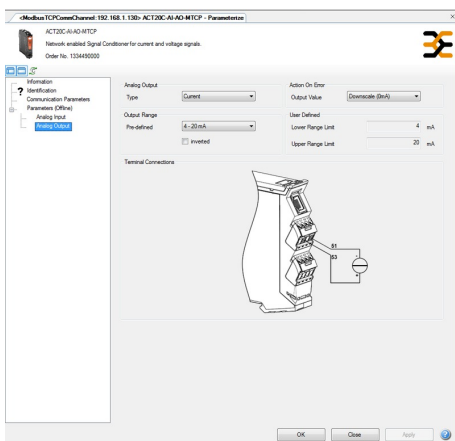 <ModbusTCPCommChannel:192.168.1.130> ACT20C-AI-AO-MTCP - Parameterize
ACT20C-AI-AO-MTCP
Network enabled Signal Conditioner for current and voltage signals.
Order No. 1334490000
Information
? Identification
Communication Parameters
Parameters (Offline)
Analog Input
Analog Output
Analog Output
Type
Current
Action On Error
Output Value
Downscale (0mA)
Output Range
Pre-defined
4 - 20 mA
inverted
User Defined
Lower Range Limit
4 mA
Upper Range Limit
20 mA
Terminal Connections
51
53
-
+
OK
Close
Apply
?